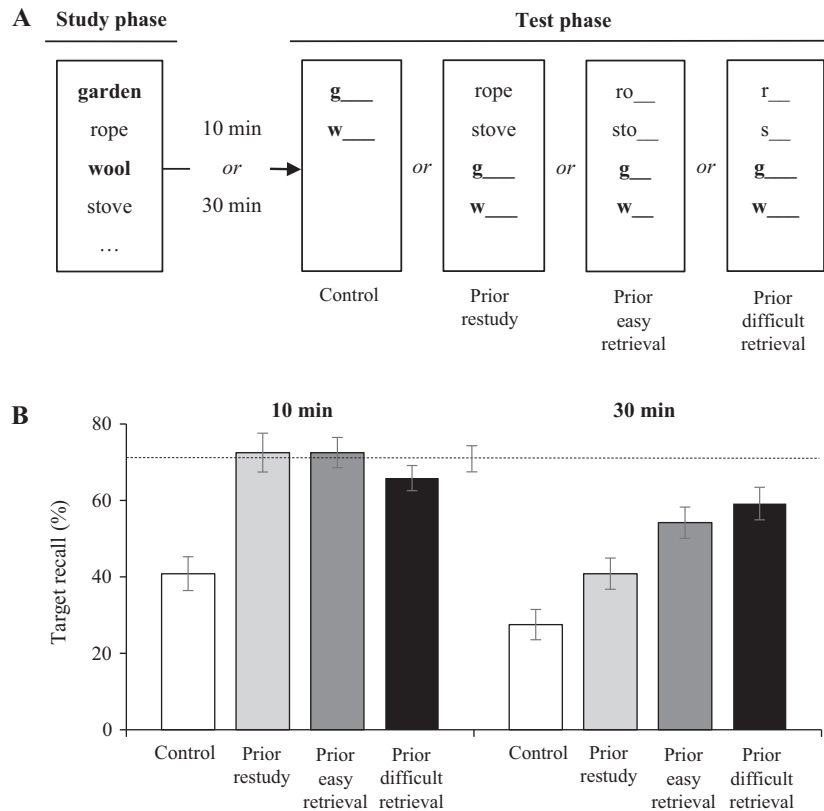 A
Study phase
Test phase
garden
rope
wool
stove
…
10 min
or
30 min
g___
w___
Control
or
rope
stove
g___
w___
Prior
restudy
or
ro__
sto__
g__
w__
Prior
easy
retrieval
or
r__
s__
g___
w___
Prior
difficult
retrieval
B
10 min
30 min
Target recall (%)
80
60
40
20
0
Control
Prior
restudy
Prior
easy
retrieval
Prior
difficult
retrieval
Control
Prior
restudy
Prior
easy
retrieval
Prior
difficult
retrieval